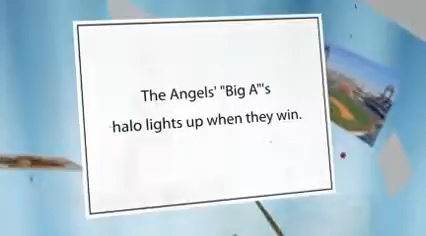 The Angels' "Big A"'s
halo lights up when they win.